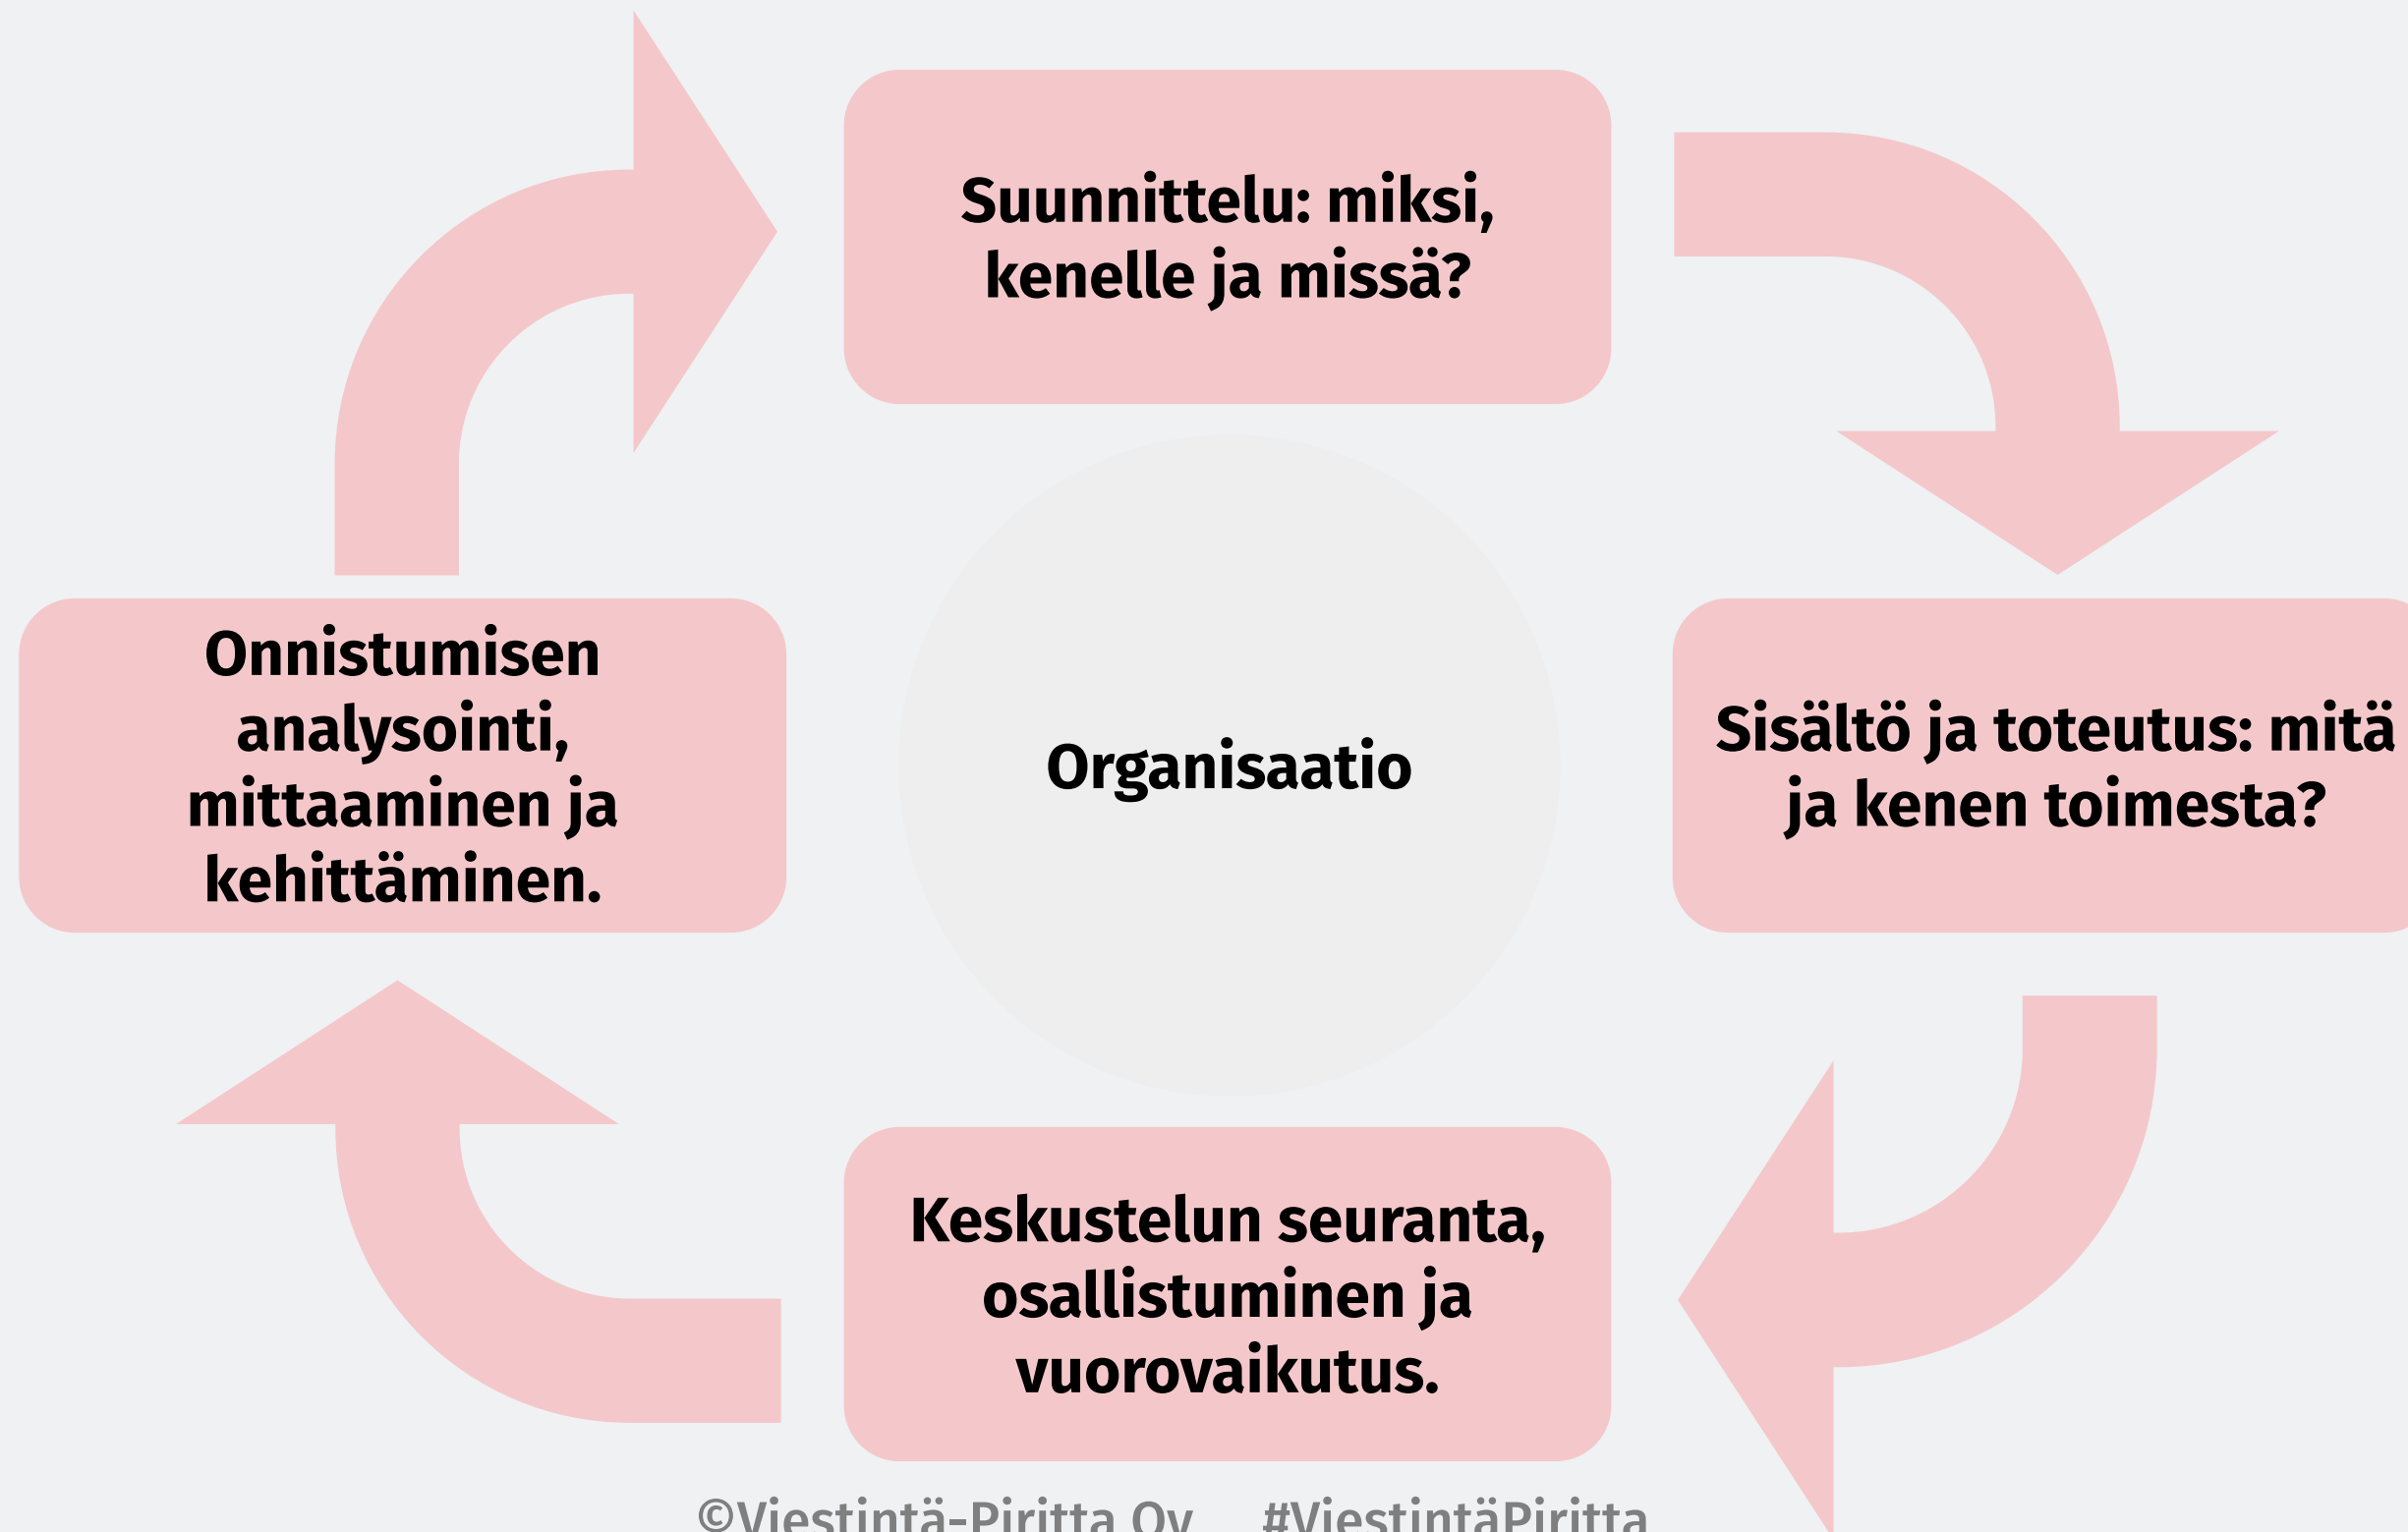 Suunnittelu: miksi,
kenelle ja missä?
Sisältö ja toteutus: mitä
ja kenen toimesta?
Keskustelun seuranta,
osallistuminen ja
vuorovaikutus.
Onnistumisen
analysointi,
mittaaminen ja
kehittäminen.
Organisaatio
©Viestintä-Piritta Oy #ViestintäPiritta